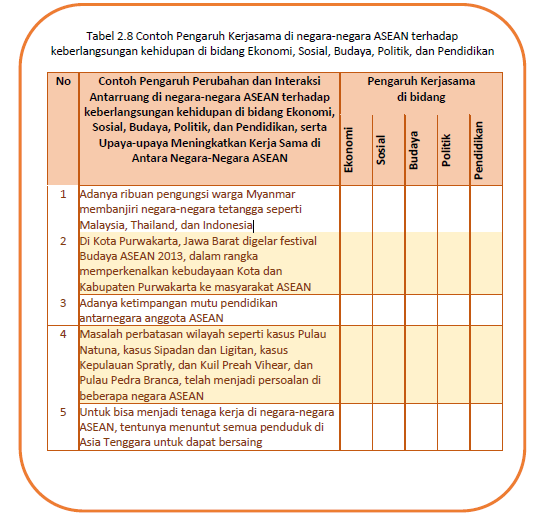 Tabel 2.8 Contoh Pengaruh Kerjasama di negara-negara ASEAN terhadap
keberlangsungan kehidupan di bidang Ekonomi, Sosial, Budaya, Politik, dan Pendidikan
No
Contoh Pengaruh Perubahan dan Interaksi
Antarruang di negara-negara ASEAN terhadap
keberlangsungan kehidupan di bidang Ekonomi,
Sosial, Budaya, Politik, dan Pendidikan, serta
Upaya-upaya Meningkatkan Kerja Sama di
Antara Negara-Negara ASEAN
Pengaruh Kerjasama
di bidang
Ekonomi
Sosial
Budaya
Politik
Pendidikan
1
Adanya ribuan pengungsi warga Myanmar
membanjiri negara-negara tetangga seperti
Malaysia, Thailand, dan Indonesia
2
Di Kota Purwakarta, Jawa Barat digelar festival
Budaya ASEAN 2013, dalam rangka
memperkenalkan kebudayaan Kota dan
Kabupaten Purwakarta ke masyarakat ASEAN
3
Adanya ketimpangan mutu pendidikan
antarnegara anggota ASEAN
4
Masalah perbatasan wilayah seperti kasus Pulau
Natuna, kasus Sipadan dan Ligitan, kasus
Kepulauan Spratly, dan Kuil Preah Vihear, dan
Pulau Pedra Branca, telah menjadi persoalan di
beberapa negara ASEAN
5
Untuk bisa menjadi tenaga kerja di negara-negara
ASEAN, tentunya menuntut semua penduduk di
Asia Tenggara untuk dapat bersaing